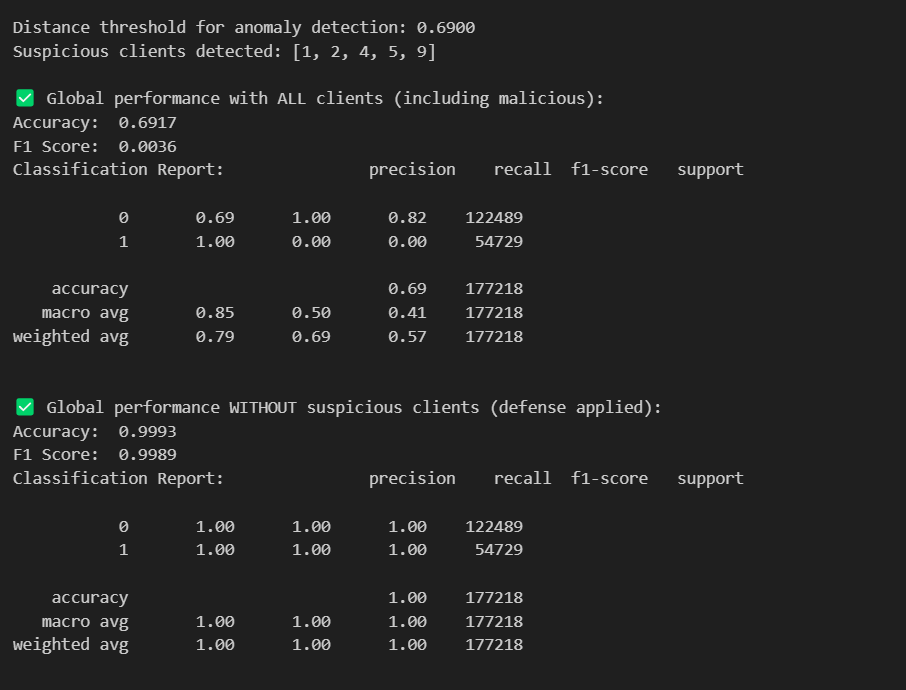 Distance threshold for anomaly detection: 0.6900
Suspicious clients detected: [1, 2, 4, 5, 9]
✅ Global performance with ALL clients (including malicious):
Accuracy:  0.6917
F1 Score:  0.0036
Classification Report:               precision    recall  f1-score   support
           0       0.69      1.00      0.82    122489
           1       1.00      0.00      0.00     54729
    accuracy                           0.69    177218
   macro avg       0.85      0.50      0.41    177218
weighted avg       0.79      0.69      0.57    177218
✅ Global performance WITHOUT suspicious clients (defense applied):
Accuracy:  0.9993
F1 Score:  0.9989
Classification Report:               precision    recall  f1-score   support
           0       1.00      1.00      1.00    122489
           1       1.00      1.00      1.00     54729
    accuracy                           1.00    177218
   macro avg       1.00      1.00      1.00    177218
weighted avg       1.00      1.00      1.00    177218